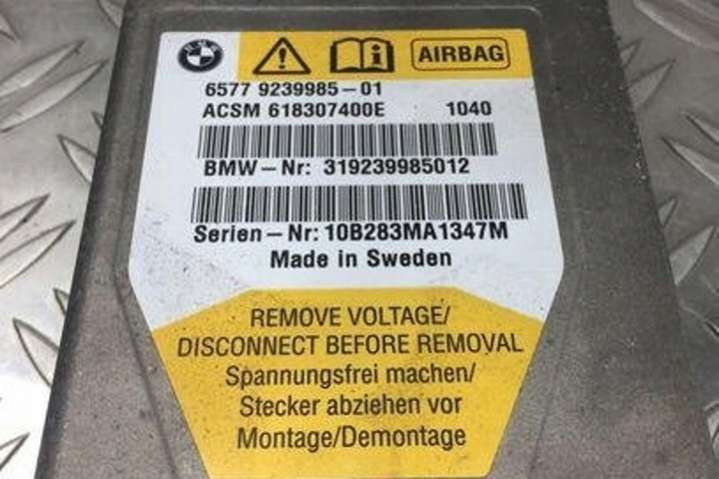 BMW
i AIRBAG
6577 9239985-01
ACSM 618307400E 1040
BMW-Nr: 319239985012
Serien-Nr: 10B283MA1347M
Made in Sweden
REMOVE VOLTAGE/
DISCONNECT BEFORE REMOVAL
Spannungsfrei machen/
Stecker abziehen vor
Montage/Demontage